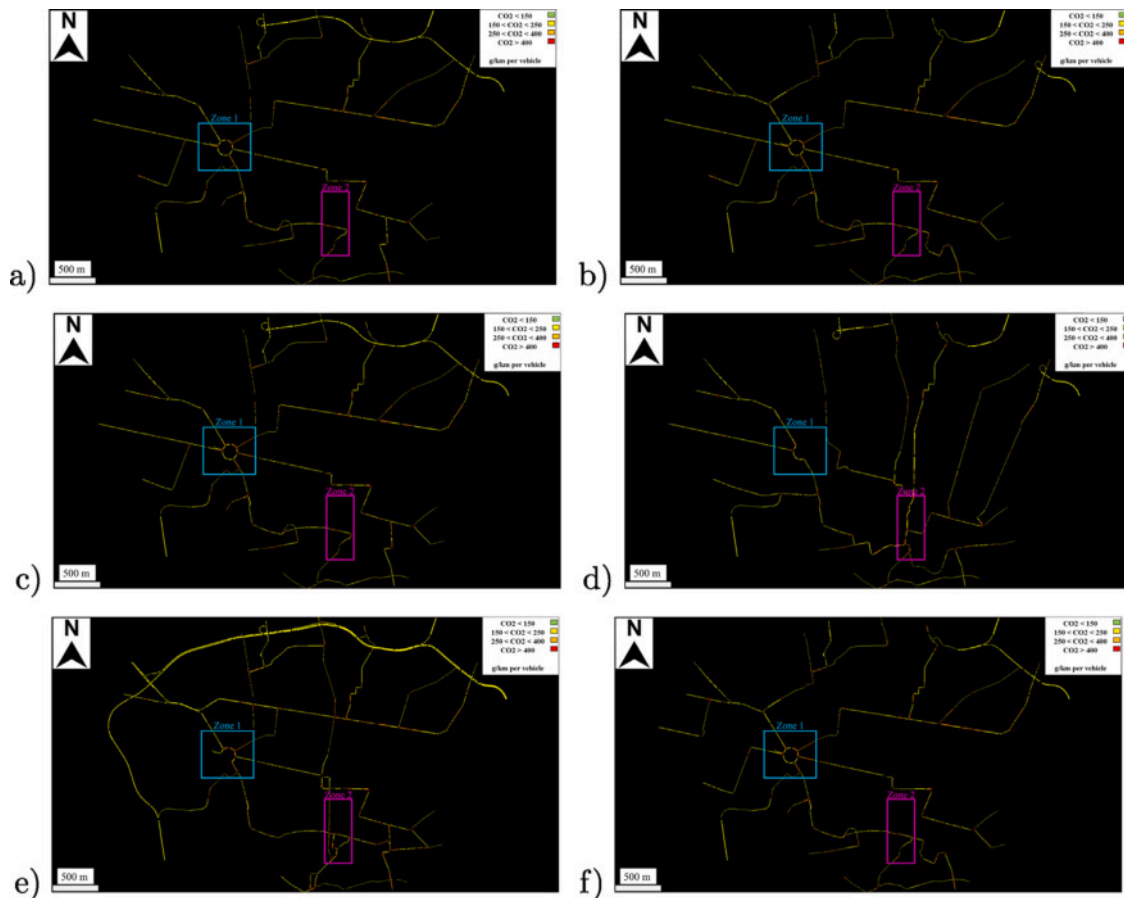 N
CO2 < 150
150 < CO2 < 250
250 < CO2 < 400
CO2 > 400
g/km per vehicle
Zone 1
Zone 2
500 m
a)
N
CO2 < 150
150 < CO2 < 250
250 < CO2 < 400
CO2 > 400
g/km per vehicle
Zone 1
Zone 2
500 m
b)
N
CO2 < 150
150 < CO2 < 250
250 < CO2 < 400
CO2 > 400
g/km per vehicle
Zone 1
Zone 2
500 m
c)
N
CO2 < 150
150 < CO2 < 250
250 < CO2 < 400
CO2 > 400
g/km per vehicle
Zone 1
Zone 2
500 m
d)
N
CO2 < 150
150 < CO2 < 250
250 < CO2 < 400
CO2 > 400
g/km per vehicle
Zone 1
Zone 2
500 m
e)
N
CO2 < 150
150 < CO2 < 250
250 < CO2 < 400
CO2 > 400
g/km per vehicle
Zone 1
Zone 2
500 m
f)